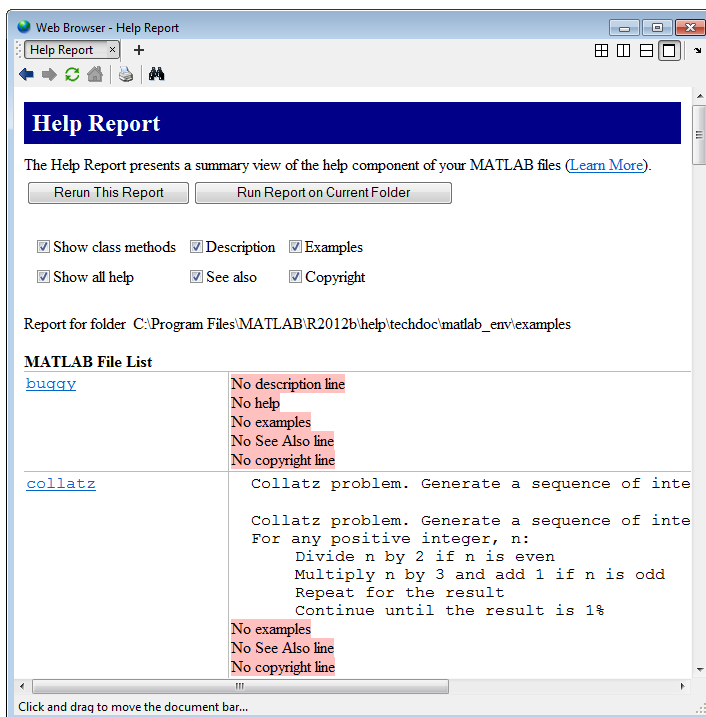 Web Browser - Help Report
Help Report
Help Report
The Help Report presents a summary view of the help component of your MATLAB files (Learn More).
Rerun This Report Run Report on Current Folder
Show class methods Description Examples
Show all help See also Copyright
Report for folder C:\Program Files\MATLAB\R2012b\help\techdoc\matlab_env\examples
MATLAB File List
buggy No description line
No help
No examples
No See Also line
No copyright line
collatz Collatz problem. Generate a sequence of inte
Collatz problem. Generate a sequence of inte
For any positive integer, n:
Divide n by 2 if n is even
Multiply n by 3 and add 1 if n is odd
Repeat for the result
Continue until the result is 1%
No examples
No See Also line
No copyright line
Click and drag to move the document bar...